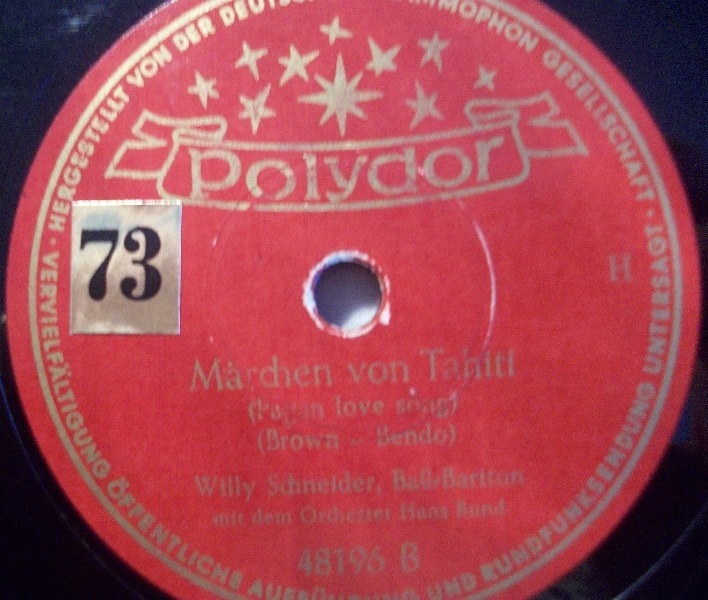 HERGESTELLT VON DER DEUTSCHEN GRAMMOPHON GESELLSCHAFT · VERVIELFÄLTIGUNG ÖFFENTLICHE AUFFÜHRUNG UND RUNDFUNKSENDUNG UNTERSAGT ·
Polydor
73
H
Märchen von Tahiti
(Pagan love song)
(Brown – Bendo)
Willy Schneider, Baß-Bariton
mit dem Orchester Hans Bund
48196 B